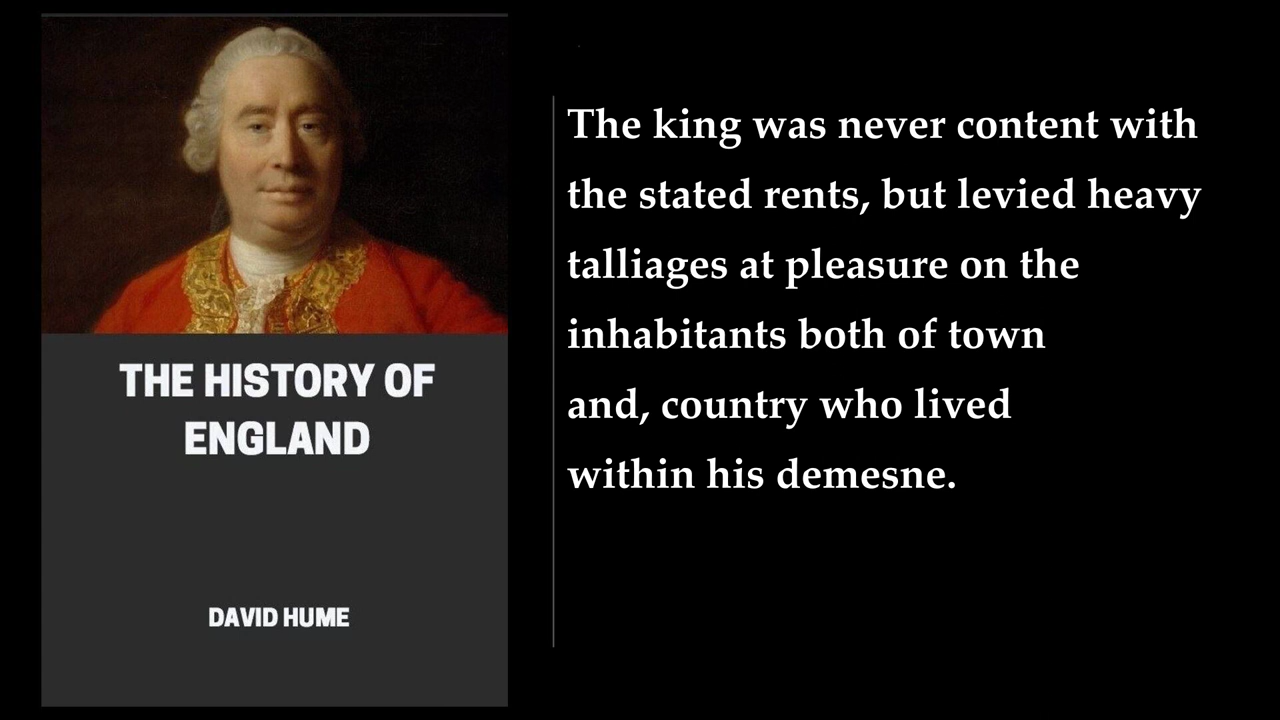 THE HISTORY OF
ENGLAND
DAVID HUME
The king was never content with
the stated rents, but levied heavy
talliages at pleasure on the
inhabitants both of town
and, country who lived
within his demesne.